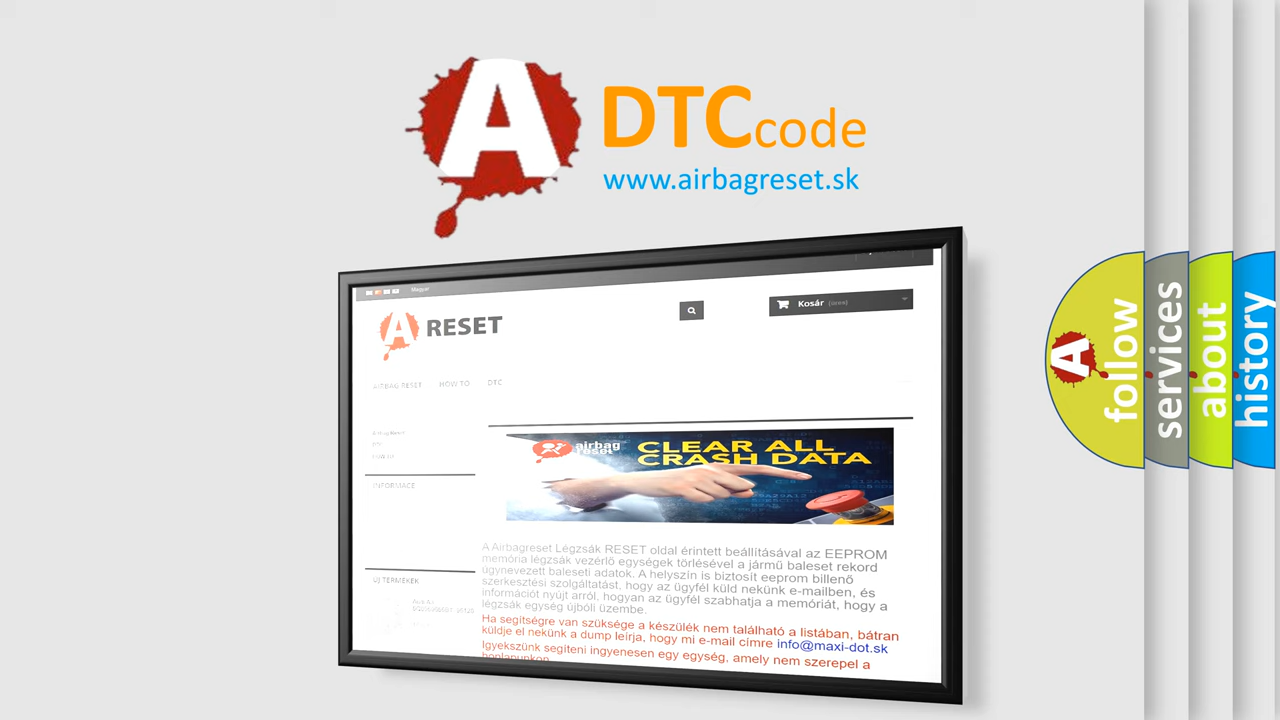 A
DTCcode
www.airbagreset.sk
Magyar
Kosár (üres)
A RESET
AIRBAG RESET HOW TO DTC
airbag
reset
CLEAR ALL
CRASH DATA
INFORMACE
A Airbagreset Légzsák RESET oldal érintett beállításával az EEPROM
memória légzsák vezérlő egységek törlésével a jármű baleset rekord
úgynevezett baleseti adatok. A helyszín is biztosít eeprom billenő
szerkesztési szolgáltatást, hogy az ügyfél küld nekünk e-mailben, és
információt nyújt arról, hogyan az ügyfél szabhatja a memóriát, hogy a
légzsák egység újbóli üzembe.
ÚJ TERMÉKEK
Ha segítségre van szüksége a készülék nem található a listában, bátran
küldje el nekünk a dump leírja, hogy mi e-mail címre info@maxi-dot.sk
Igyekszünk segíteni ingyenesen egy egység, amely nem szerepel a
honlapunkon
A
follow
services
about
history